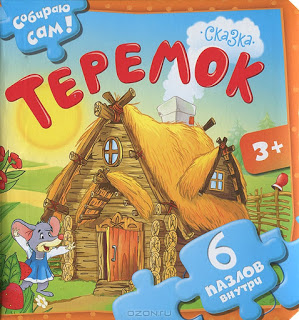 Собираю
сам!
Сказка
Теремок
3+
6
пазлов
внутри
OZON.ru